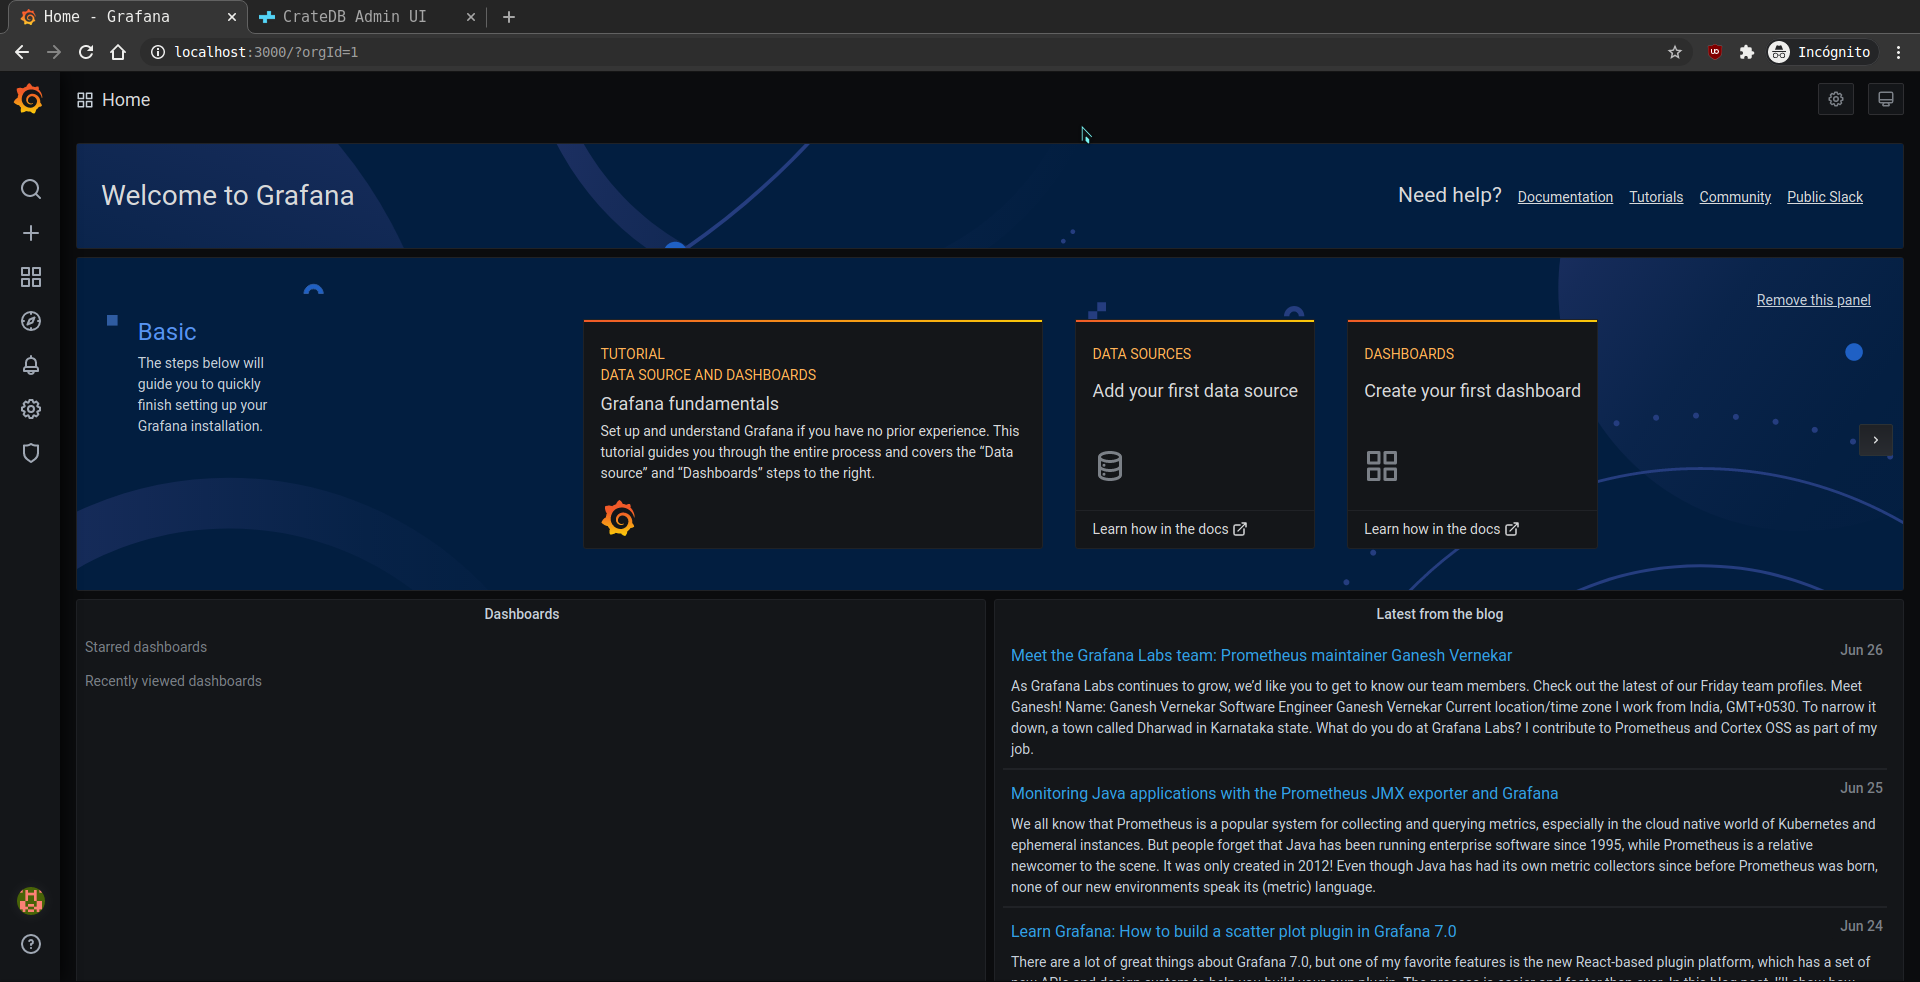 Home - Grafana
CrateDB Admin UI
localhost:3000/?orgId=1
Incógnito
Home
Welcome to Grafana
Need help? Documentation Tutorials Community Public Slack
Remove this panel
Basic
The steps below will
guide you to quickly
finish setting up your
Grafana installation.
TUTORIAL
DATA SOURCE AND DASHBOARDS
Grafana fundamentals
Set up and understand Grafana if you have no prior experience. This
tutorial guides you through the entire process and covers the “Data
source” and “Dashboards” steps to the right.
DATA SOURCES
Add your first data source
Learn how in the docs
DASHBOARDS
Create your first dashboard
Learn how in the docs
Dashboards
Starred dashboards
Recently viewed dashboards
Latest from the blog
Meet the Grafana Labs team: Prometheus maintainer Ganesh Vernekar
Jun 26
As Grafana Labs continues to grow, we’d like you to get to know our team members. Check out the latest of our Friday team profiles. Meet
Ganesh! Name: Ganesh Vernekar Software Engineer Ganesh Vernekar Current location/time zone I work from India, GMT+0530. To narrow it
down, a town called Dharwad in Karnataka state. What do you do at Grafana Labs? I contribute to Prometheus and Cortex OSS as part of my
job.
Monitoring Java applications with the Prometheus JMX exporter and Grafana
Jun 25
We all know that Prometheus is a popular system for collecting and querying metrics, especially in the cloud native world of Kubernetes and
ephemeral instances. But people forget that Java has been running enterprise software since 1995, while Prometheus is a relative
newcomer to the scene. It was only created in 2012! Even though Java has had its own metric collectors since before Prometheus was born,
none of our new environments speak its (metric) language.
Learn Grafana: How to build a scatter plot plugin in Grafana 7.0
Jun 24
There are a lot of great things about Grafana 7.0, but one of my favorite features is the new React-based plugin platform, which has a set of